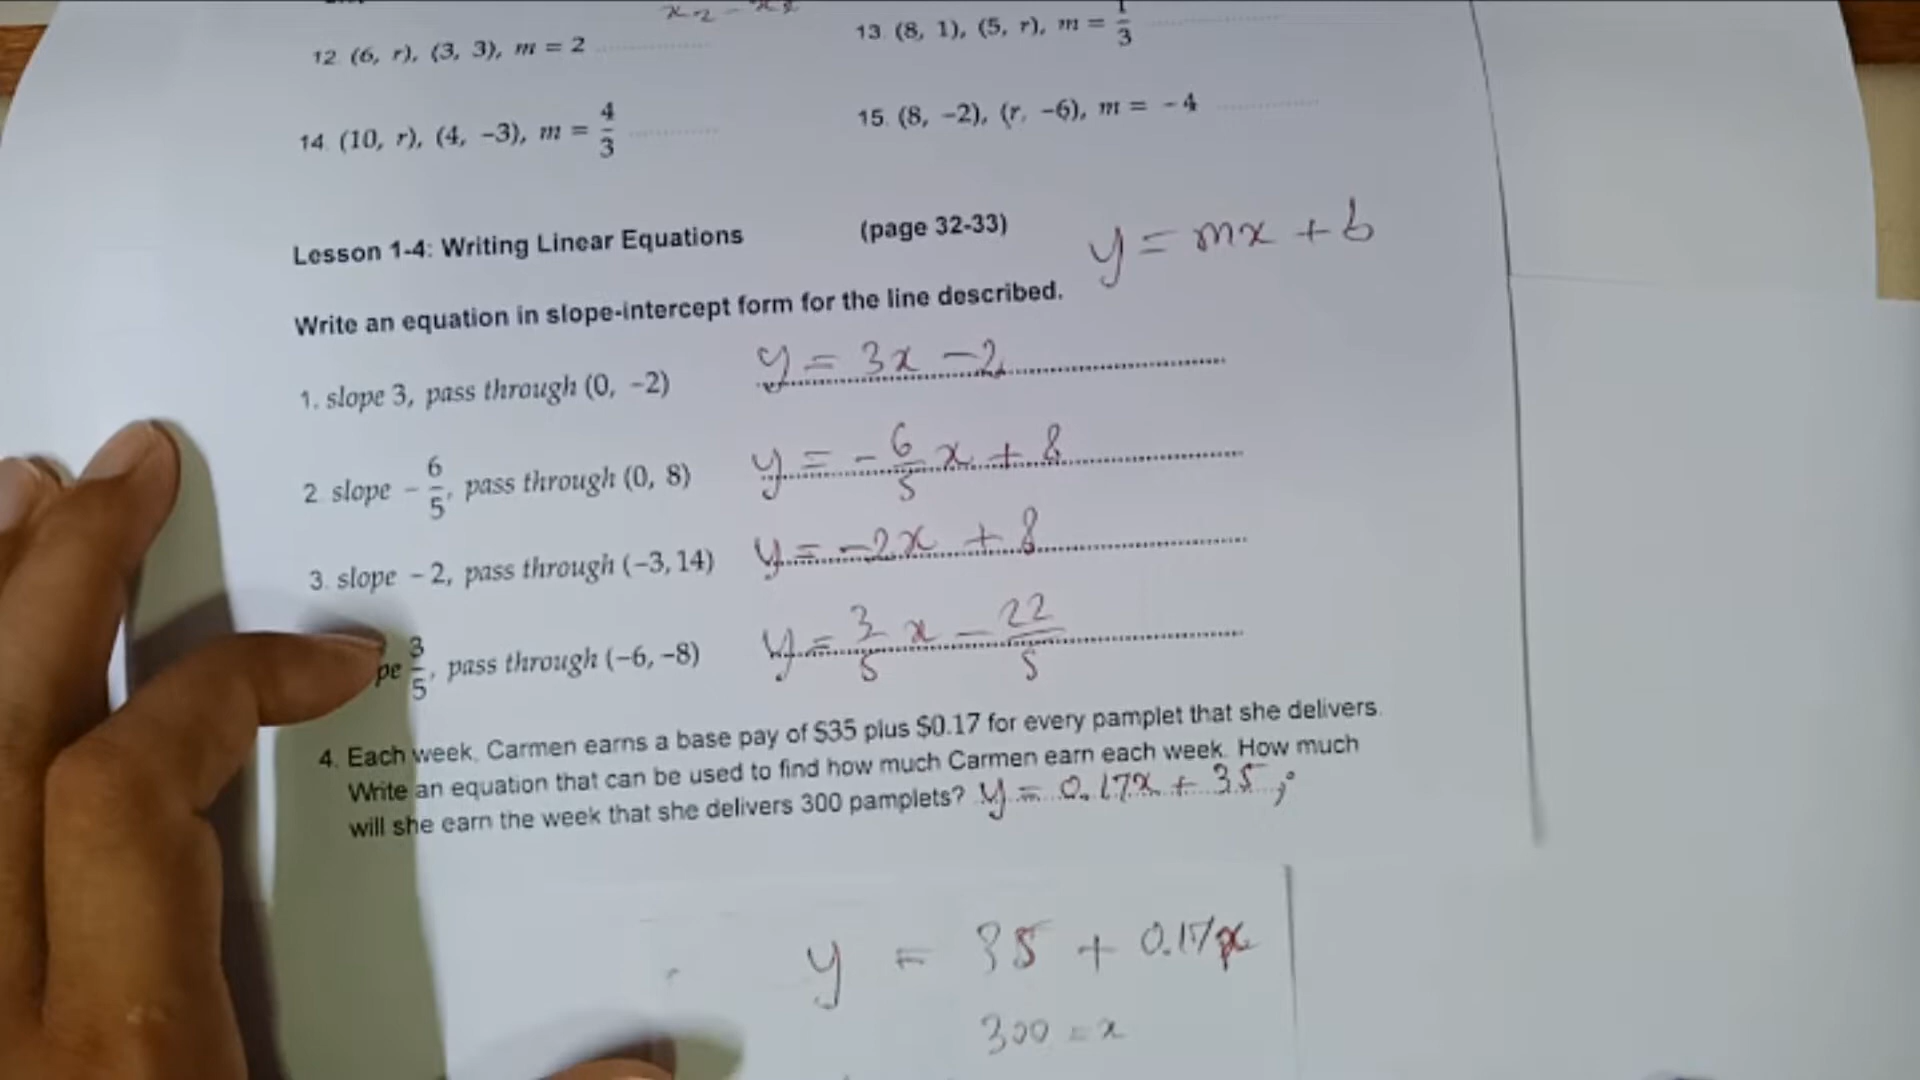 x₂ - x₁
12. (6, r), (3, 3), m = 2 ............
13. (8, 1), (5, r), m = 1/3 ............
14. (10, r), (4, -3), m = 4/3 ............
15. (8, -2), (r, -6), m = -4 ............
Lesson 1-4: Writing Linear Equations (page 32-33)
y = mx + b
Write an equation in slope-intercept form for the line described.
1. slope 3, pass through (0, -2) y = 3x - 2
2. slope - 6/5, pass through (0, 8) y = - 6/5 x + 8
3. slope - 2, pass through (-3, 14) y = -2x + 8
pe 3/5, pass through (-6, -8) y = 3/5 x - 22/5
4. Each week, Carmen earns a base pay of $35 plus $0.17 for every pamplet that she delivers.
Write an equation that can be used to find how much Carmen earn each week. How much
will she earn the week that she delivers 300 pamplets? y = 0.17x + 35 ;
y = 35 + 0.17x
300 = x